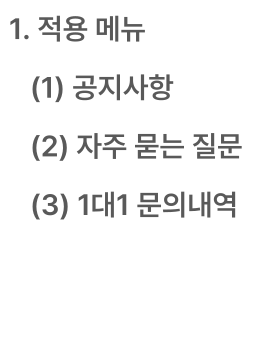 1. 적용 메뉴
(1) 공지사항
(2) 자주 묻는 질문
(3) 1대1 문의내역